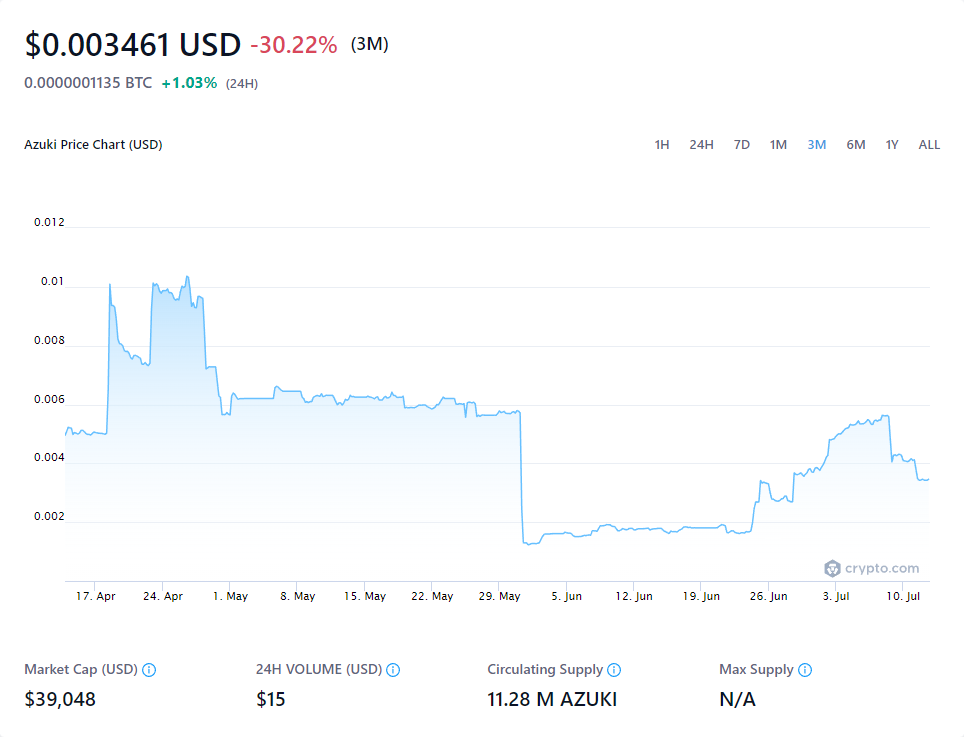 $0.003461 USD -30.22% (3M)
0.0000001135 BTC +1.03% (24H)
Azuki Price Chart (USD) 1H 24H 7D 1M 3M 6M 1Y ALL
0.012
0.01
0.008
0.006
0.004
0.002
crypto.com
17. Apr 24. Apr 1. May 8. May 15. May 22. May 29. May 5. Jun 12. Jun 19. Jun 26. Jun 3. Jul 10. Jul
Market Cap (USD) 24H VOLUME (USD) Circulating Supply Max Supply
$39,048 $15 11.28 M AZUKI N/A